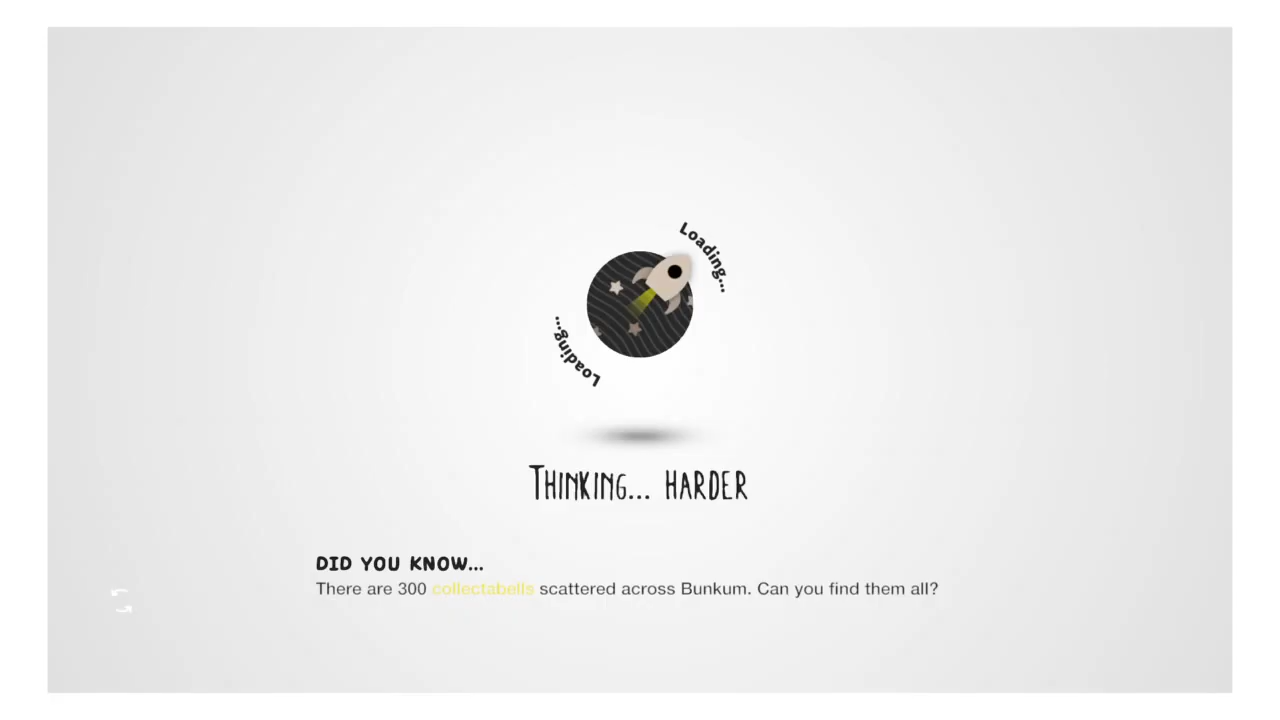 Loading...
Loading...
THINKING... HARDER
DID YOU KNOW...
There are 300 collectabells scattered across Bunkum. Can you find them all?